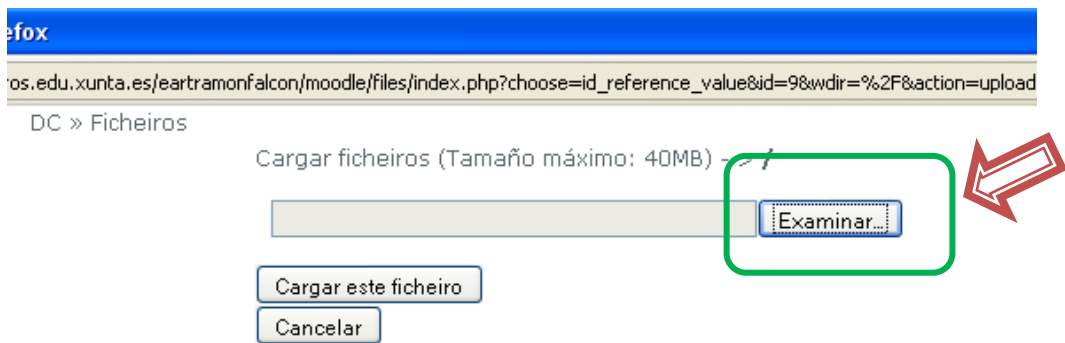 efox
os.edu.xunta.es/eartramonfalcon/moodle/files/index.php?choose=id_reference_value&id=9&wdir=%2F&action=upload
DC » Ficheiros
Cargar ficheiros (Tamaño máximo: 40MB) --> /
Examinar...
Cargar este ficheiro
Cancelar